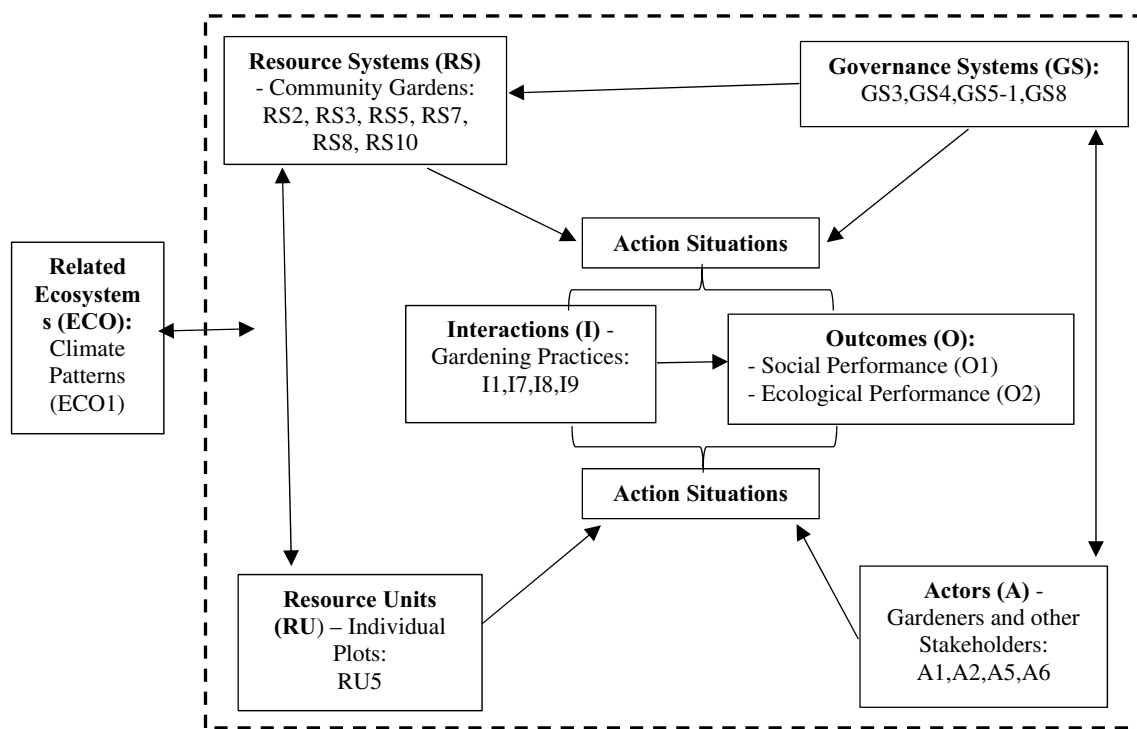 Resource Systems (RS)
- Community Gardens:
RS2, RS3, RS5, RS7,
RS8, RS10
Governance Systems (GS):
GS3,GS4,GS5-1,GS8
Action Situations
Related
Ecosystem
s (ECO):
Climate
Patterns
(ECO1)
Interactions (I) -
Gardening Practices:
I1,I7,I8,I9
Outcomes (O):
- Social Performance (O1)
- Ecological Performance (O2)
Action Situations
Resource Units
(RU) – Individual
Plots:
RU5
Actors (A) -
Gardeners and other
Stakeholders:
A1,A2,A5,A6